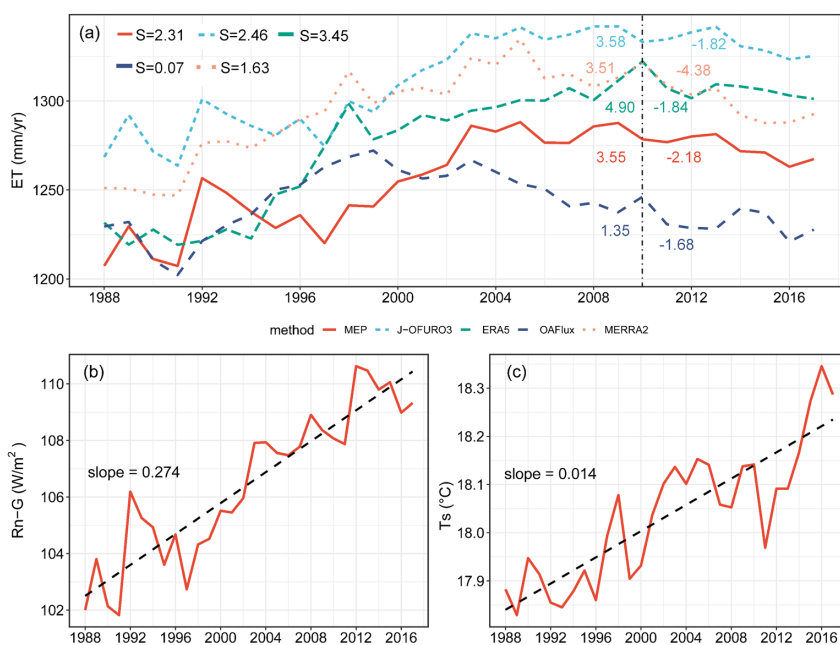 (a)
S=2.31 S=2.46 S=3.45
S=0.07 S=1.63
3.58 -1.82
3.51 -4.38
4.90 -1.84
3.55 -2.18
1.35 -1.68
ET (mm/yr)
1300
1250
1200
1988 1992 1996 2000 2004 2008 2012 2016
method MEP J-OFURO3 ERA5 OAFlux MERRA2
(b)
slope = 0.274
Rn-G (W/m²)
110
108
106
104
102
1988 1992 1996 2000 2004 2008 2012 2016
(c)
slope = 0.014
Ts (°C)
18.3
18.2
18.1
18.0
17.9
1988 1992 1996 2000 2004 2008 2012 2016